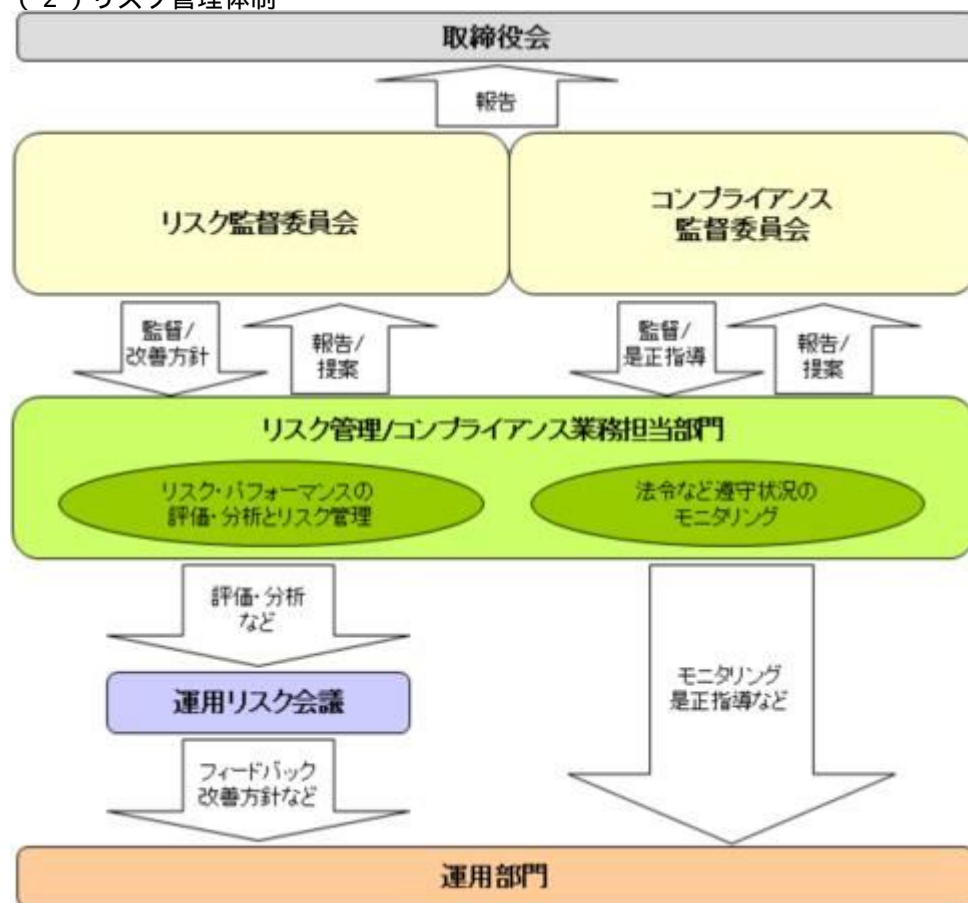 (2)リスク管理体制
取締役会
報告
リスク監督委員会
コンプライアンス
監督委員会
監督/
改善方針
報告/
提案
監督/
是正指導
報告/
提案
リスク管理/コンプライアンス業務担当部門
リスク・パフォーマンスの
評価・分析とリスク管理
法令など遵守状況の
モニタリング
評価・分析
など
運用リスク会議
モニタリング
是正指導など
フィードバック
改善方針など
運用部門